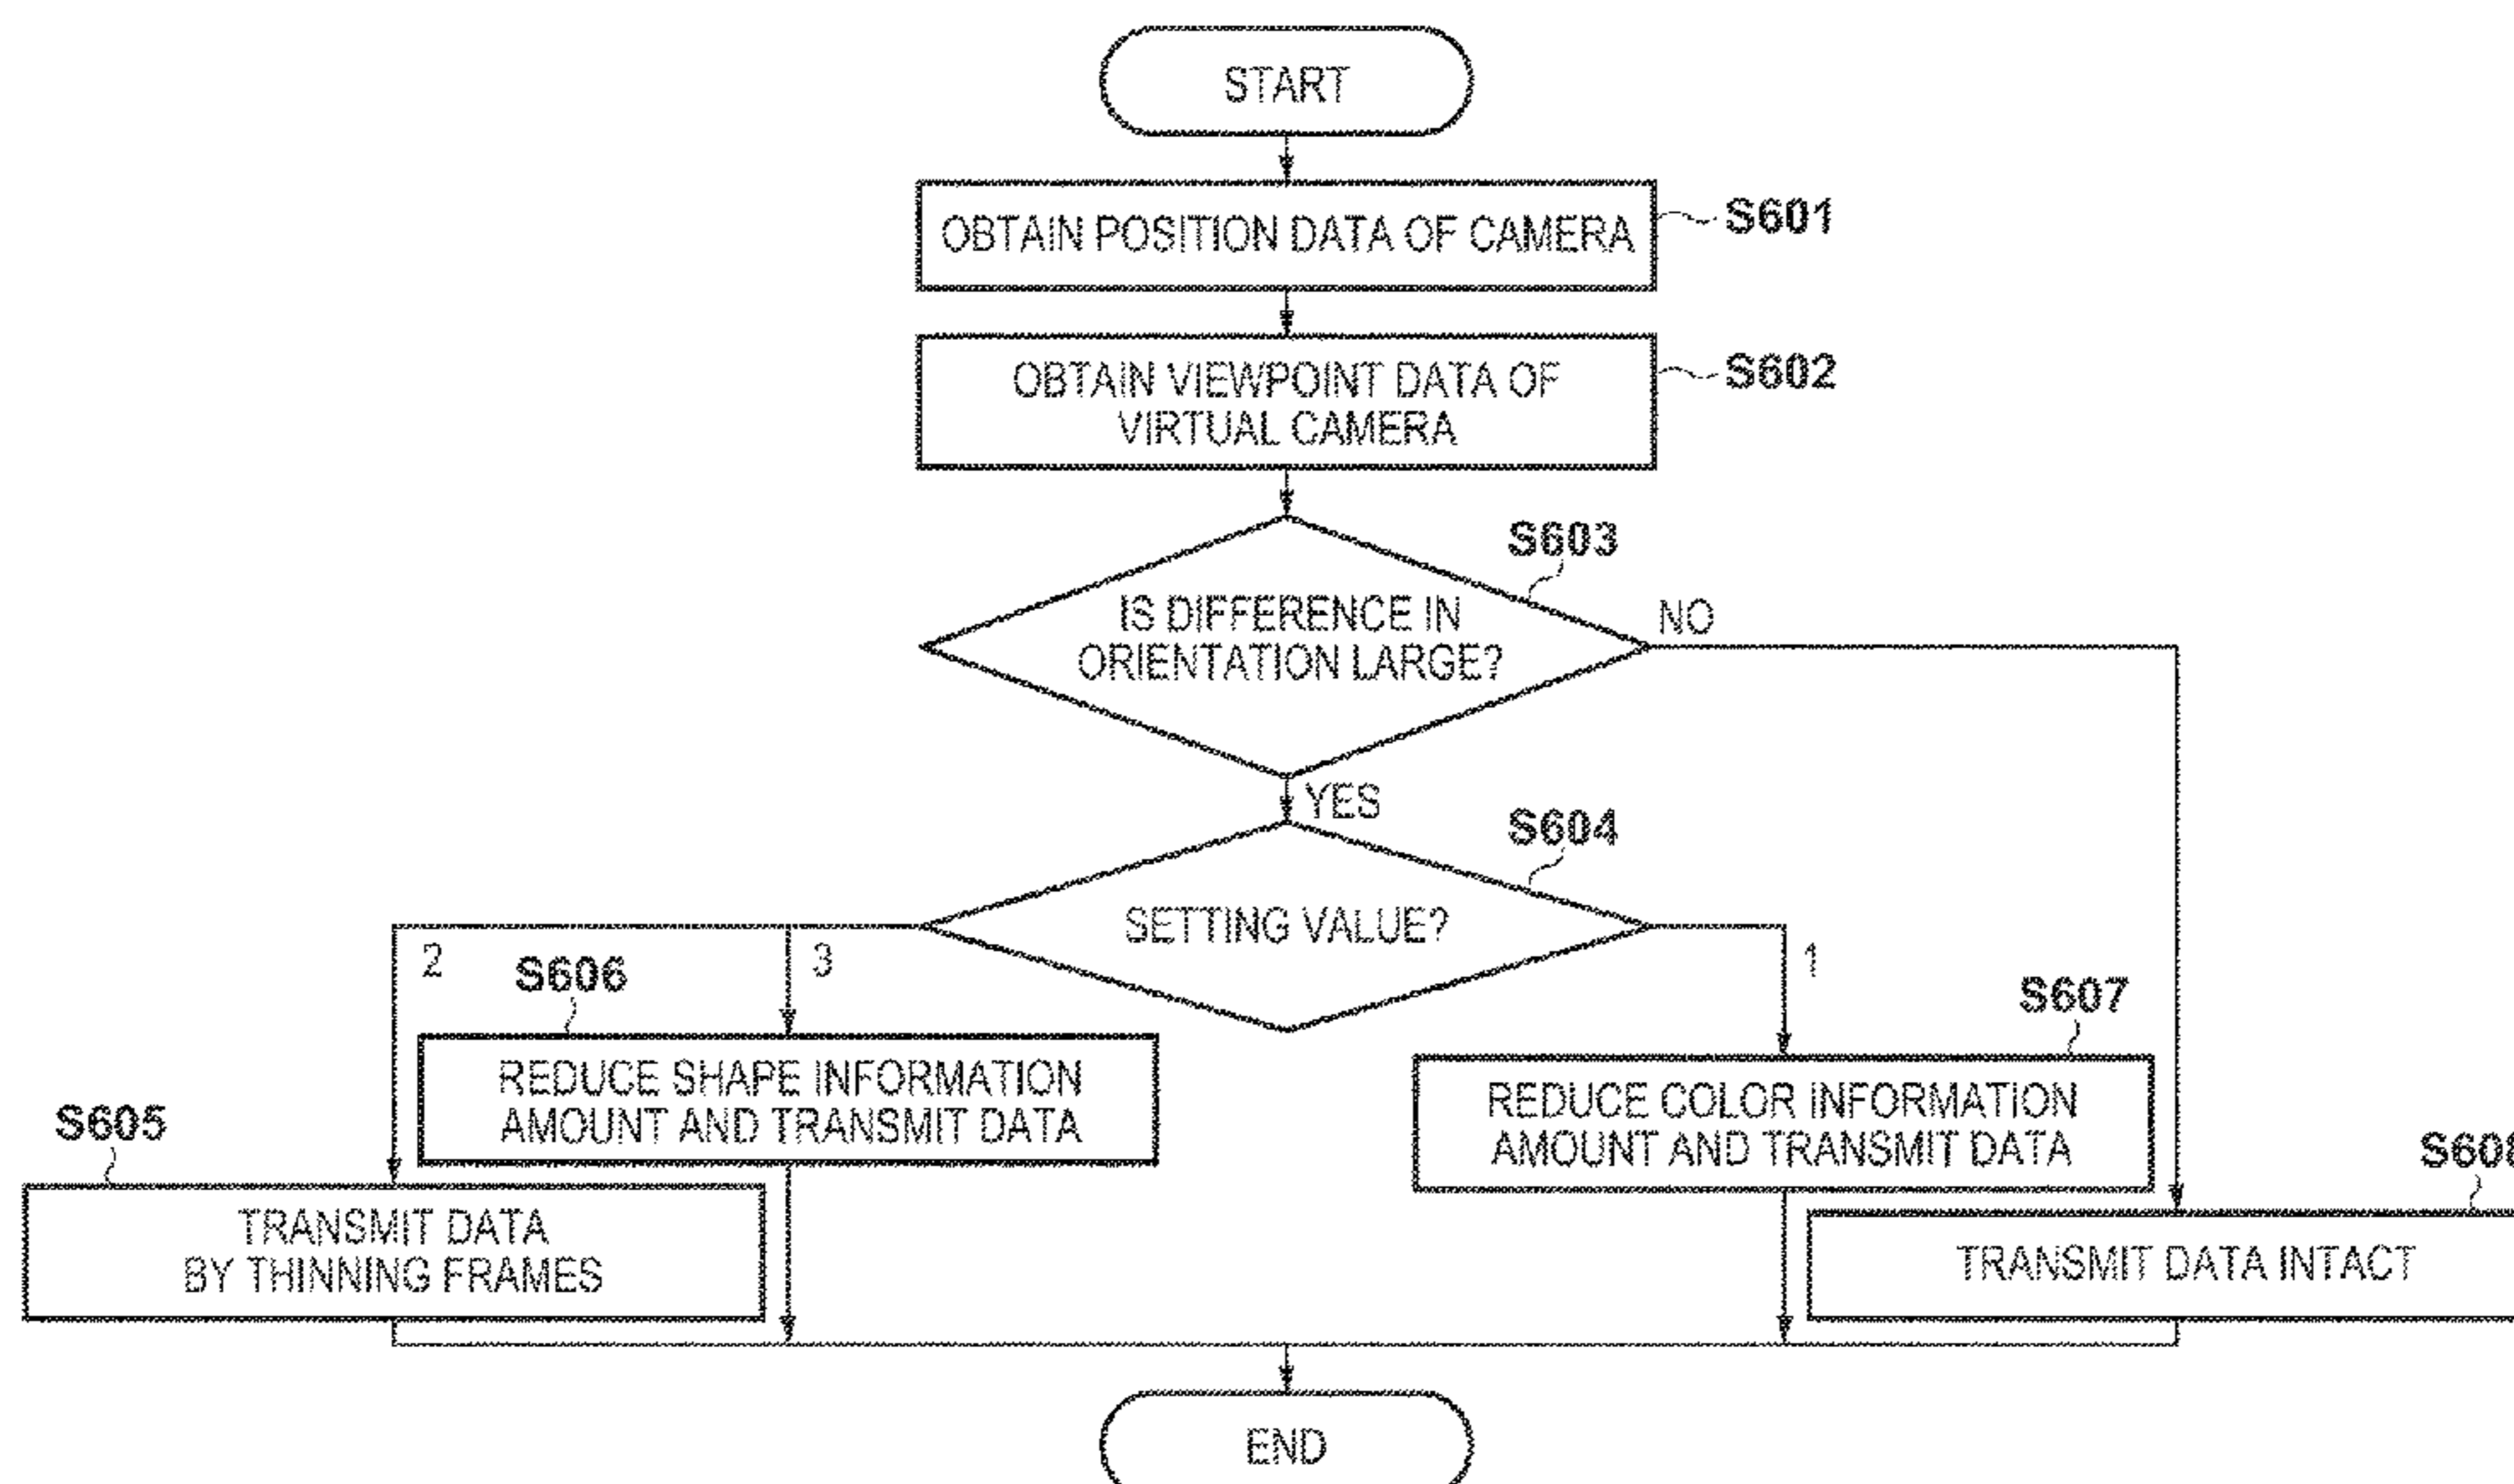 START
OBTAIN POSITION DATA OF CAMERA
S601
OBTAIN VIEWPOINT DATA OF
VIRTUAL CAMERA
S602
S603
IS DIFFERENCE IN
ORIENTATION LARGE?
NO
YES
S604
SETTING VALUE?
2
3
1
S606
REDUCE SHAPE INFORMATION
AMOUNT AND TRANSMIT DATA
S607
REDUCE COLOR INFORMATION
AMOUNT AND TRANSMIT DATA
S605
TRANSMIT DATA
BY THINNING FRAMES
S608
TRANSMIT DATA INTACT
END